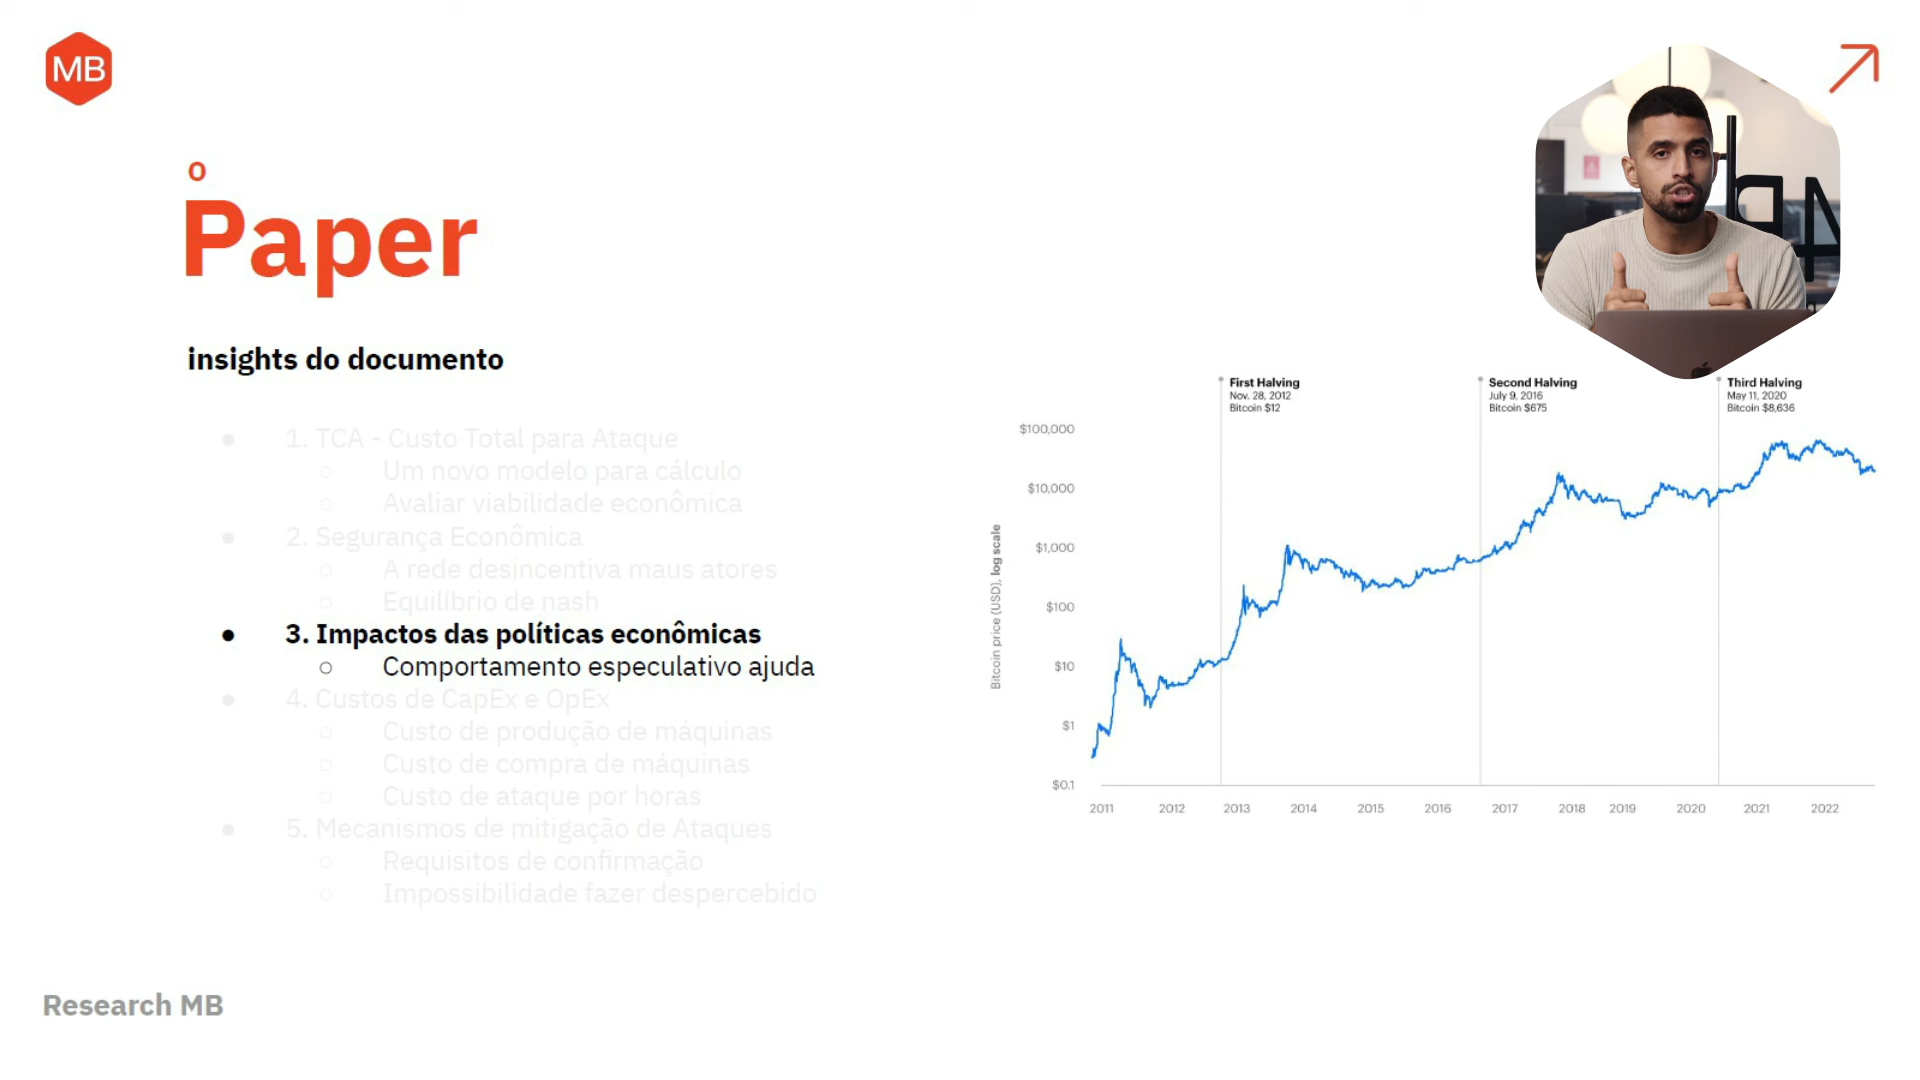 MB
o
Paper
insights do documento
● 1. TCA - Custo Total para Ataque
○ Um novo modelo para cálculo
○ Avaliar viabilidade econômica
● 2. Segurança Econômica
○ A rede desincentiva maus atores
○ Equilíbrio de nash
● 3. Impactos das políticas econômicas
○ Comportamento especulativo ajuda
● 4. Custos de CapEx e OpEx
○ Custo de produção de máquinas
○ Custo de compra de máquinas
○ Custo de ataque por horas
● 5. Mecanismos de mitigação de Ataques
○ Requisitos de confirmação
○ Impossibilidade fazer despercebido
First Halving
Nov. 28, 2012
Bitcoin $12
Second Halving
July 9, 2016
Bitcoin $675
Third Halving
May 11, 2020
Bitcoin $8,636
Bitcoin price (USD), log scale
$100,000
$10,000
$1,000
$100
$10
$1
$0.1
2011 2012 2013 2014 2015 2016 2017 2018 2019 2020 2021 2022
Research MB